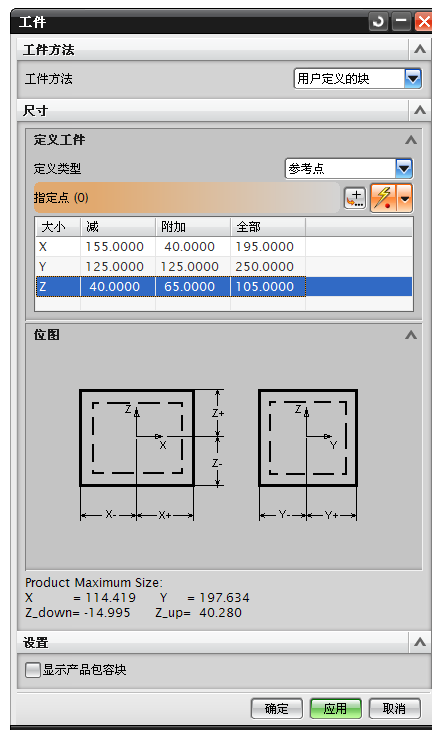 工件
工件方法
工件方法 用户定义的块
尺寸
定义工件
定义类型 参考点
指定点 (0)
大小 减 附加 全部
X 155.0000 40.0000 195.0000
Y 125.0000 125.0000 250.0000
Z 40.0000 65.0000 105.0000
位图
Z X Z+ Z- X- X+
Z Y Y- Y+
Product Maximum Size:
X = 114.419 Y = 197.634
Z_down= -14.995 Z_up= 40.280
设置
显示产品包容块
确定 应用 取消